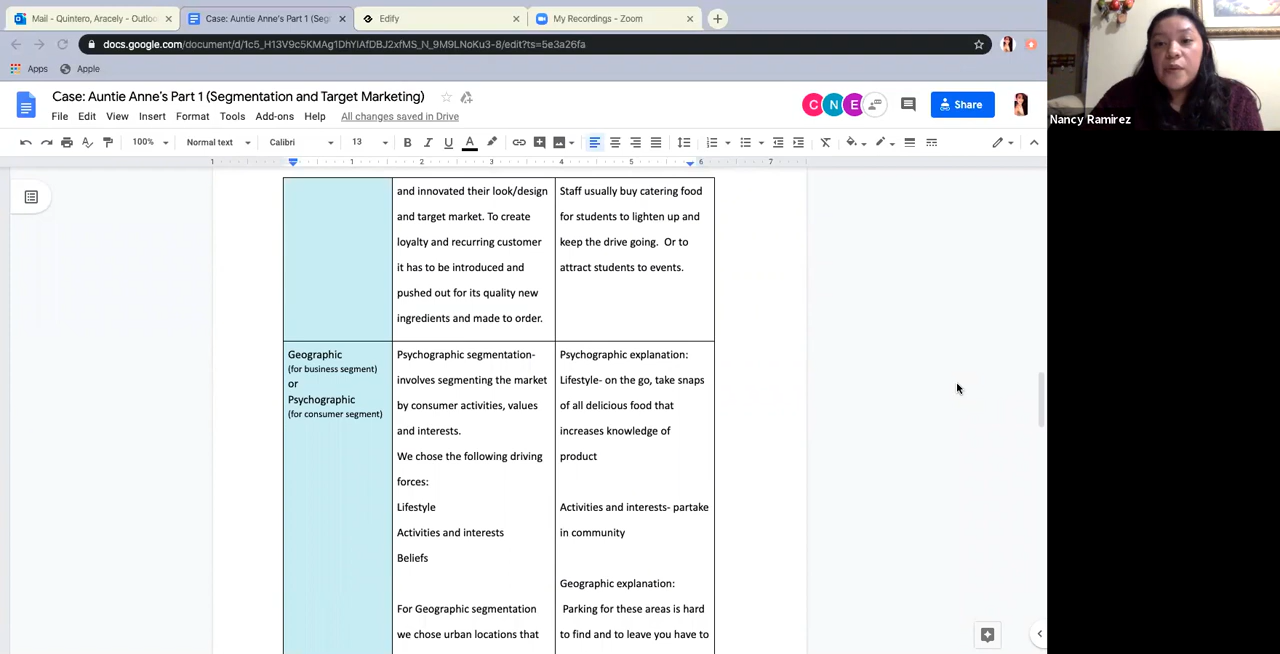 Mail - Quintero, Aracely - Outlo
Case: Auntie Anne's Part 1 (Seg
Edify
My Recordings - Zoom
docs.google.com/document/d/1c5_H13V9c5KMAg1DhYIAfDBJ2xfMS_N_9M9LNoKu3-8/edit?ts=5e3a26fa
Apps
Apple
Case: Auntie Anne's Part 1 (Segmentation and Target Marketing)
File Edit View Insert Format Tools Add-ons Help All changes saved in Drive
C N E
Share
Nancy Ramirez
100% Normal text Calibri 13 B I U A
1 1 2 3 4 5 6 7
and innovated their look/design
and target market. To create
loyalty and recurring customer
it has to be introduced and
pushed out for its quality new
ingredients and made to order.
Staff usually buy catering food
for students to lighten up and
keep the drive going. Or to
attract students to events.
Geographic
(for business segment)
or
Psychographic
(for consumer segment)
Psychographic segmentation-
involves segmenting the market
by consumer activities, values
and interests.
We chose the following driving
forces:
Lifestyle
Activities and interests
Beliefs
For Geographic segmentation
we chose urban locations that
Psychographic explanation:
Lifestyle- on the go, take snaps
of all delicious food that
increases knowledge of
product
Activities and interests- partake
in community
Geographic explanation:
Parking for these areas is hard
to find and to leave you have to